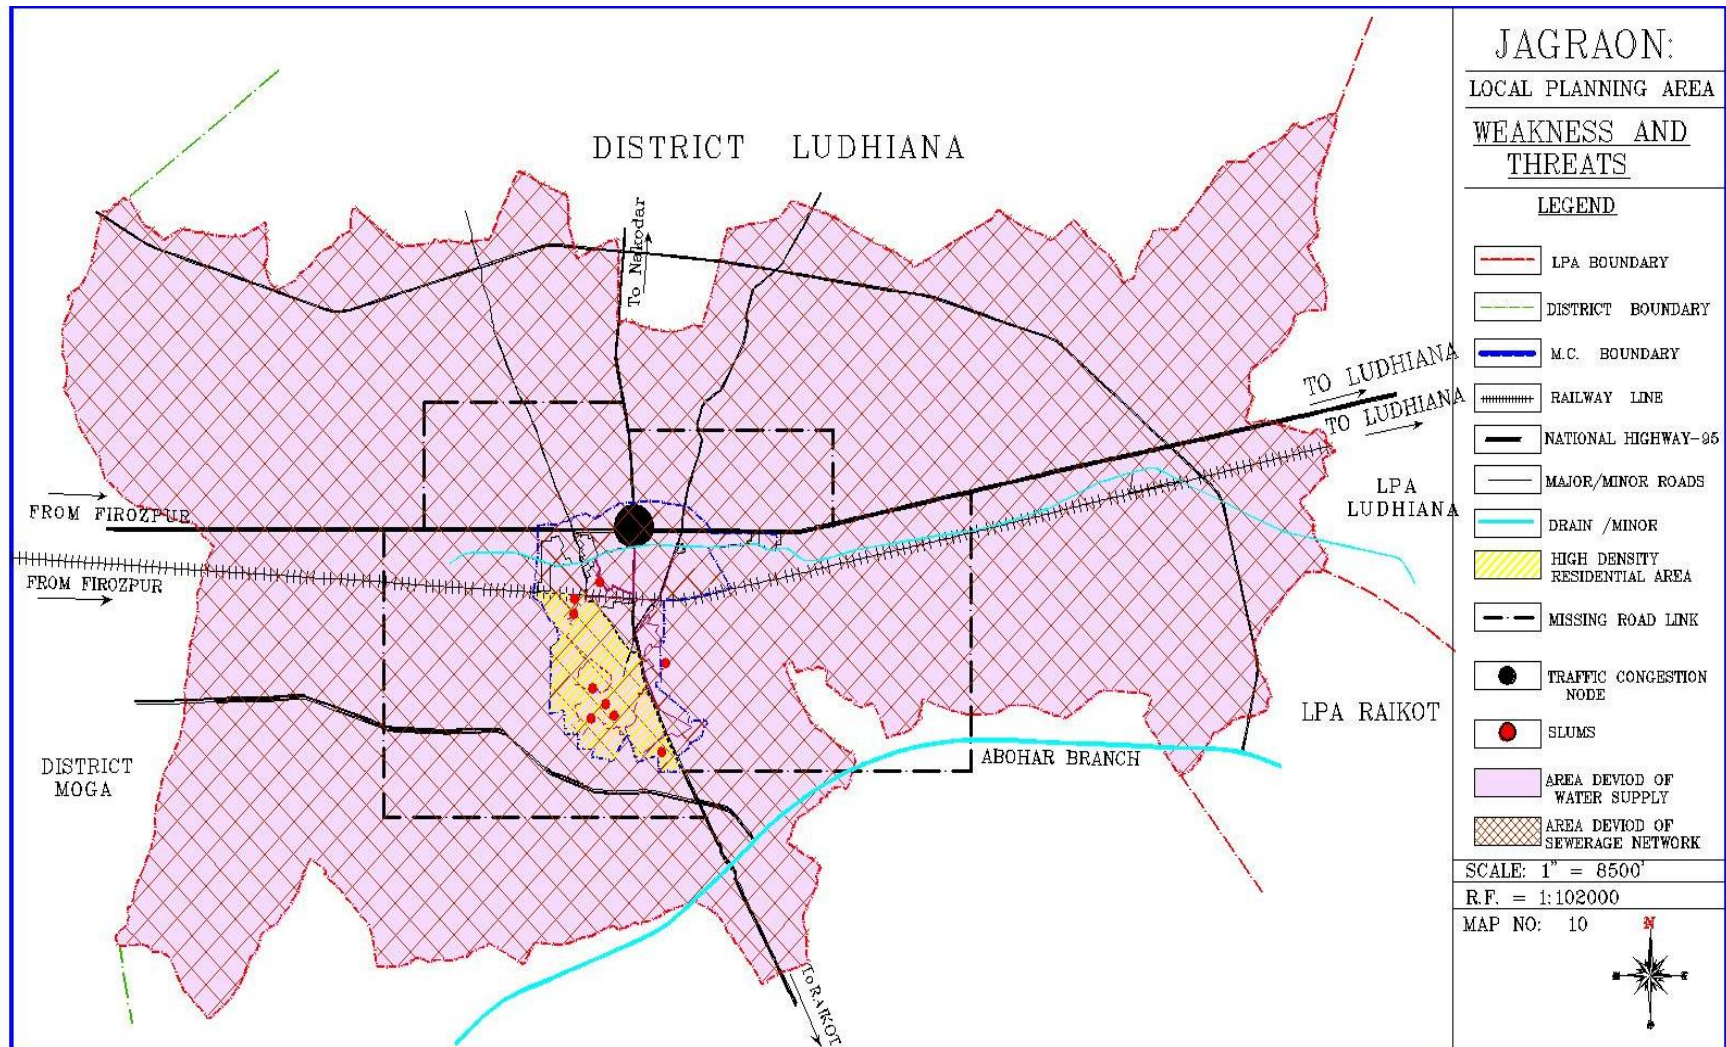 DISTRICT LUDHIANA
To Nakodar
TO LUDHIANA
TO LUDHIANA
FROM FIROZPUR
FROM FIROZPUR
LPA
LUDHIANA
LPA RAIKOT
ABOHAR BRANCH
DISTRICT
MOGA
To RAIKOT
JAGRAON:
LOCAL PLANNING AREA
WEAKNESS AND
THREATS
LEGEND
LPA BOUNDARY
DISTRICT BOUNDARY
M.C. BOUNDARY
RAILWAY LINE
NATIONAL HIGHWAY-95
MAJOR/MINOR ROADS
DRAIN /MINOR
HIGH DENSITY
RESIDENTIAL AREA
MISSING ROAD LINK
TRAFFIC CONGESTION
NODE
SLUMS
AREA DEVIOD OF
WATER SUPPLY
AREA DEVIOD OF
SEWERAGE NETWORK
SCALE: 1" = 8500'
R.F. = 1:102000
MAP NO: 10
N